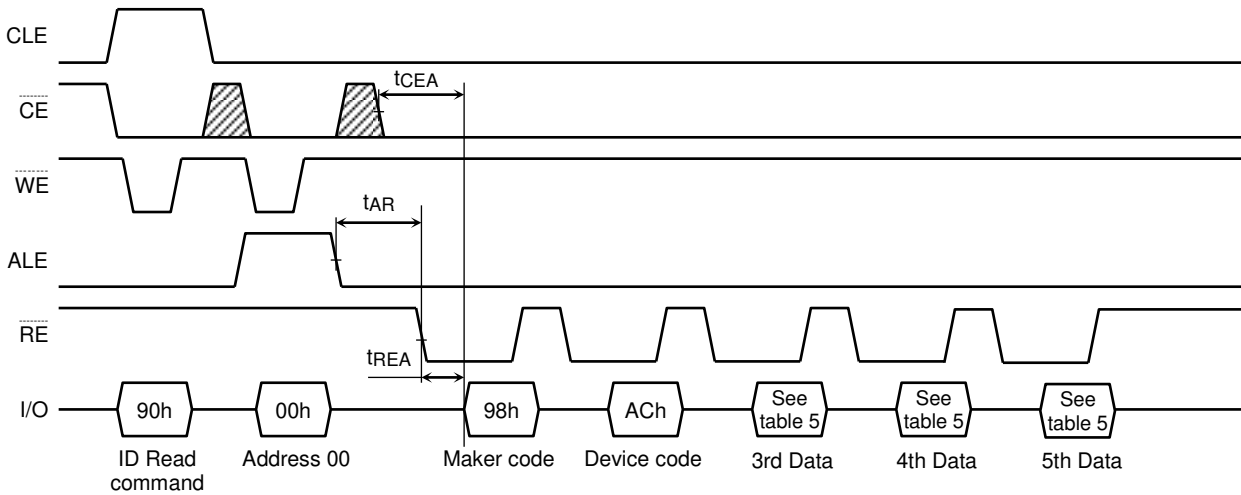 CLE
tCEA
CE
WE
tAR
ALE
RE
tREA
I/O
90h
00h
98h
ACh
See
table 5
See
table 5
See
table 5
ID Read
command
Address 00
Maker code
Device code
3rd Data
4th Data
5th Data